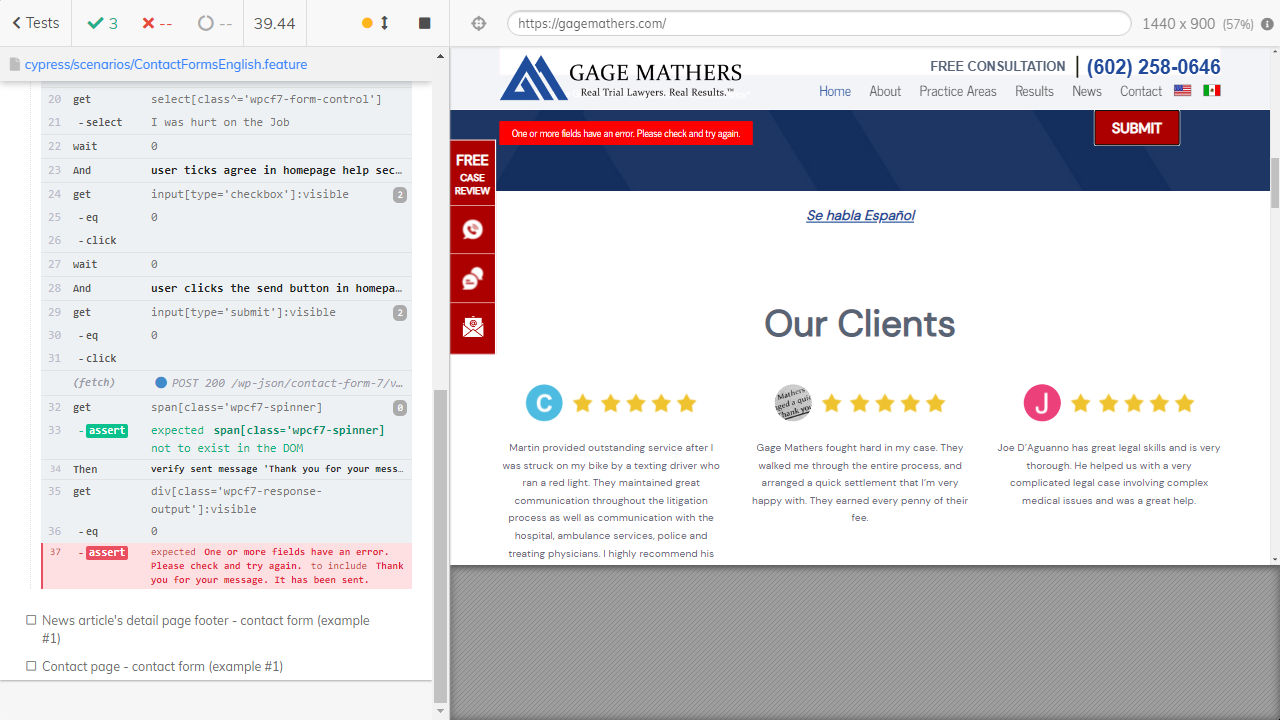 Tests
3
--
--
39.44
https://gagemathers.com/
1440 x 900 (57%)
cypress/scenarios/ContactFormsEnglish.feature
20 get select[class^='wpcf7-form-control']
21 -select I was hurt on the Job
22 wait 0
23 And user ticks agree in homepage help sec…
24 get input[type='checkbox']:visible 2
25 -eq 0
26 -click
27 wait 0
28 And user clicks the send button in homepa…
29 get input[type='submit']:visible 2
30 -eq 0
31 -click
(fetch) POST 200 /wp-json/contact-form-7/v…
32 get span[class='wpcf7-spinner] 0
33 -assert expected span[class='wpcf7-spinner]
not to exist in the DOM
34 Then verify sent message 'Thank you for your mess…
35 get div[class='wpcf7-response-
output']:visible
36 -eq 0
37 -assert expected One or more fields have an error.
Please check and try again. to include Thank
you for your message. It has been sent.
News article's detail page footer - contact form (example
#1)
Contact page - contact form (example #1)
GAGE MATHERS
Real Trial Lawyers. Real Results.™
FREE CONSULTATION | (602) 258-0646
Home About Practice Areas Results News Contact
One or more fields have an error. Please check and try again.
SUBMIT
FREE
CASE
REVIEW
Se habla Español
Our Clients
C
Martin provided outstanding service after I
was struck on my bike by a texting driver who
ran a red light. They maintained great
communication throughout the litigation
process as well as communication with the
hospital, ambulance services, police and
treating physicians. I highly recommend his
Mathers
aged a quic
thank you
Gage Mathers fought hard in my case. They
walked me through the entire process, and
arranged a quick settlement that I'm very
happy with. They earned every penny of their
fee.
J
Joe D'Aguanno has great legal skills and is very
thorough. He helped us with a very
complicated legal case involving complex
medical issues and was a great help.